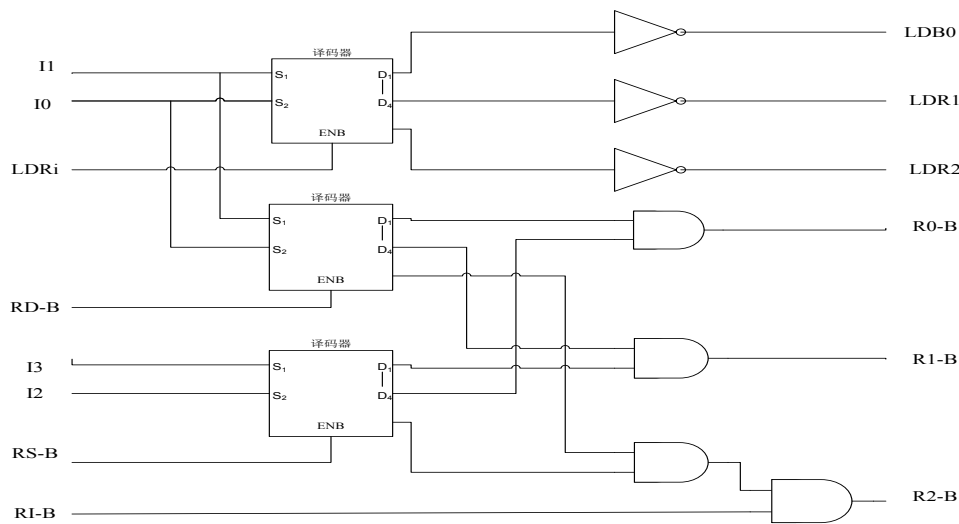 LDB0
译码器
I1
S₁
D₁
I0
S₂
D₄
LDR1
ENB
LDRi
LDR2
译码器
S₁
D₁
R0-B
S₂
D₄
ENB
RD-B
译码器
I3
S₁
D₁
R1-B
I2
S₂
D₄
ENB
RS-B
R2-B
RI-B